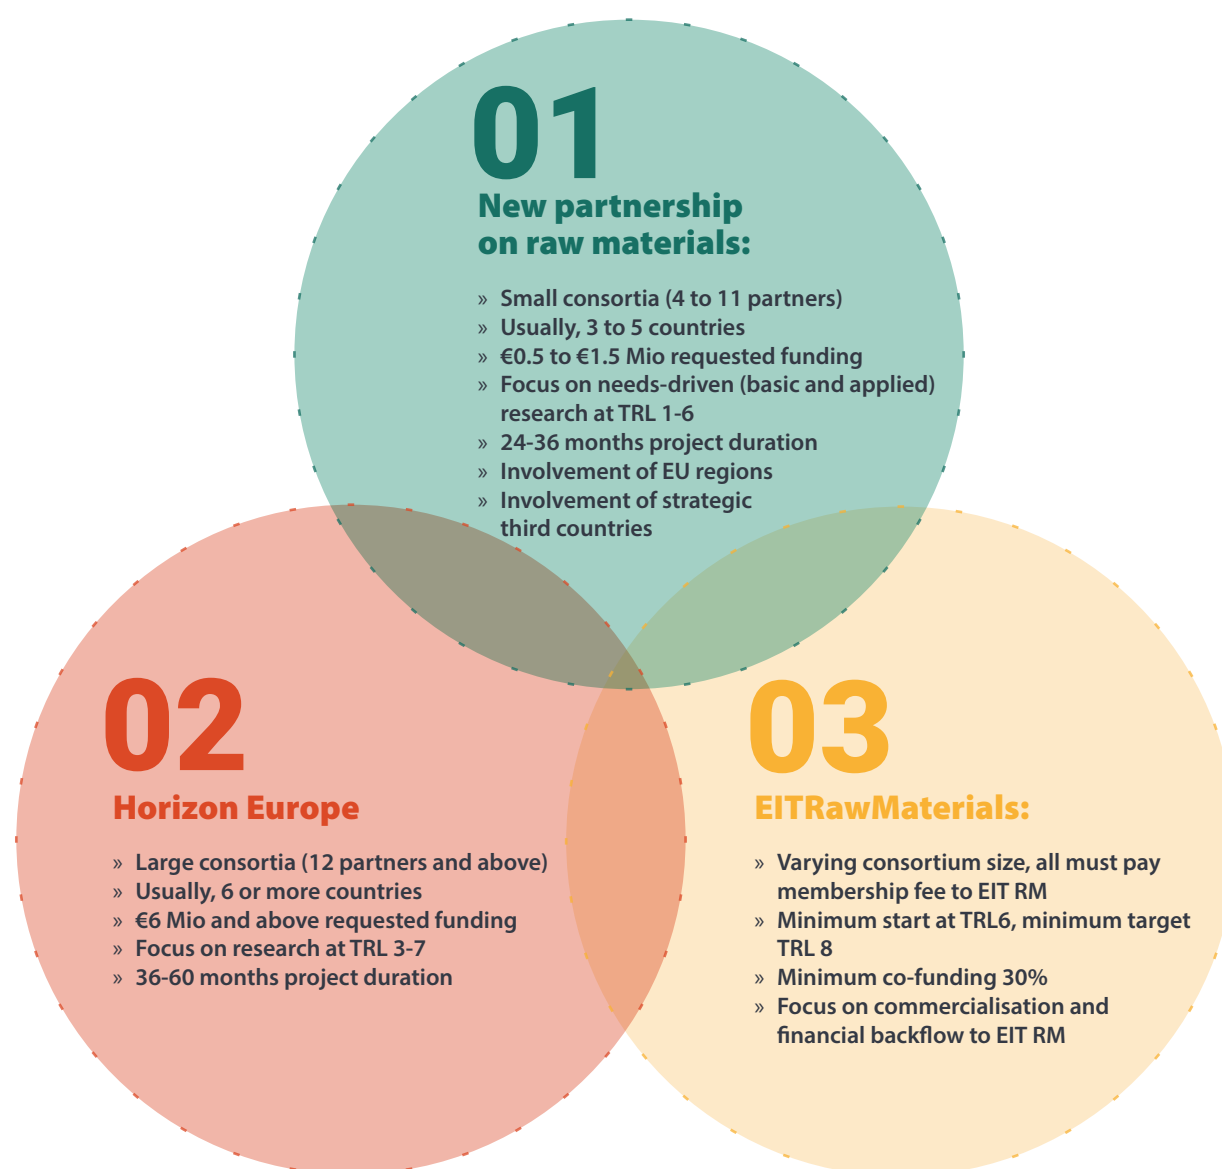 01
New partnership
on raw materials:
» Small consortia (4 to 11 partners)
» Usually, 3 to 5 countries
» €0.5 to €1.5 Mio requested funding
» Focus on needs-driven (basic and applied)
research at TRL 1-6
» 24-36 months project duration
» Involvement of EU regions
» Involvement of strategic
third countries
02
Horizon Europe
» Large consortia (12 partners and above)
» Usually, 6 or more countries
» €6 Mio and above requested funding
» Focus on research at TRL 3-7
» 36-60 months project duration
03
EITRawMaterials:
» Varying consortium size, all must pay
membership fee to EIT RM
» Minimum start at TRL6, minimum target
TRL 8
» Minimum co-funding 30%
» Focus on commercialisation and
financial backflow to EIT RM